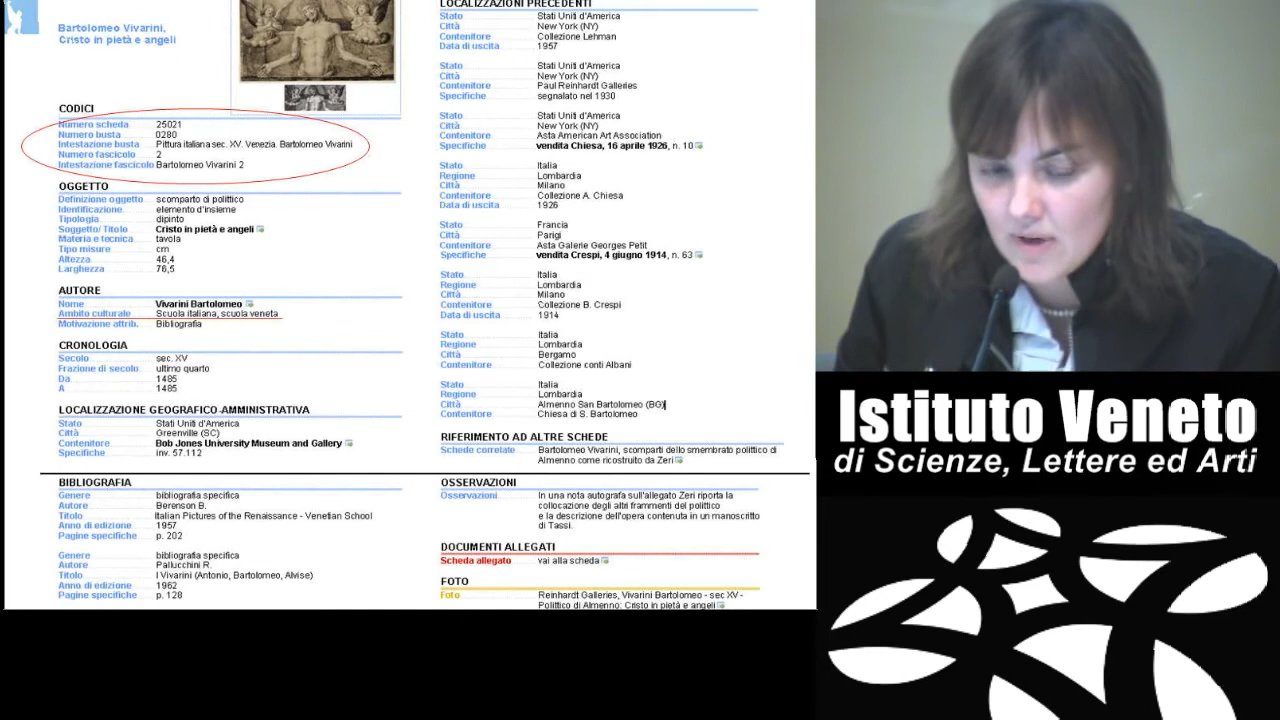 Bartolomeo Vivarini,
Cristo in pietà e angeli
CODICI
Numero scheda 25021
Numero busta 0280
Intestazione busta Pittura italiana sec. XV. Venezia. Bartolomeo Vivarini
Numero fascicolo 2
Intestazione fascicolo Bartolomeo Vivarini 2
OGGETTO
Definizione oggetto scomparto di polittico
Identificazione elemento d'insieme
Tipologia dipinto
Soggetto/ Titolo Cristo in pietà e angeli
Materia e tecnica tavola
Tipo misure cm
Altezza 46,4
Larghezza 76,5
AUTORE
Nome Vivarini Bartolomeo
Ambito culturale Scuola italiana, scuola veneta
Motivazione attrib. Bibliografia
CRONOLOGIA
Secolo sec. XV
Frazione di secolo ultimo quarto
Da 1485
A 1485
LOCALIZZAZIONE GEOGRAFICO-AMMINISTRATIVA
Stato Stati Uniti d'America
Città Greenville (SC)
Contenitore Bob Jones University Museum and Gallery
Specifiche inv. 57.112
BIBLIOGRAFIA
Genere bibliografia specifica
Autore Berenson B.
Titolo Italian Pictures of the Renaissance - Venetian School
Anno di edizione 1957
Pagine specifiche p. 202
Genere bibliografia specifica
Autore Pallucchini R.
Titolo I Vivarini (Antonio, Bartolomeo, Alvise)
Anno di edizione 1962
Pagine specifiche p. 128
LOCALIZZAZIONI PRECEDENTI
Stato Stati Uniti d'America
Città New York (NY)
Contenitore Collezione Lehman
Data di uscita 1957
Stato Stati Uniti d'America
Città New York (NY)
Contenitore Paul Reinhardt Galleries
Specifiche segnalato nel 1930
Stato Stati Uniti d'America
Città New York (NY)
Contenitore Asta American Art Association
Specifiche vendita Chiesa, 16 aprile 1926, n. 10
Stato Italia
Regione Lombardia
Città Milano
Contenitore Collezione A. Chiesa
Data di uscita 1926
Stato Francia
Città Parigi
Contenitore Asta Galerie Georges Petit
Specifiche vendita Crespi, 4 giugno 1914, n. 63
Stato Italia
Regione Lombardia
Città Milano
Contenitore Collezione B. Crespi
Data di uscita 1914
Stato Italia
Regione Lombardia
Città Bergamo
Contenitore Collezione conti Albani
Stato Italia
Regione Lombardia
Città Almenno San Bartolomeo (BG)
Contenitore Chiesa di S. Bartolomeo
RIFERIMENTO AD ALTRE SCHEDE
Schede correlate Bartolomeo Vivarini, scomparti dello smembrato polittico di
Almenno come ricostruito da Zeri
OSSERVAZIONI
Osservazioni In una nota autografa sull'allegato Zeri riporta la
collocazione degli altri frammenti del polittico
e la descrizione dell'opera contenuta in un manoscritto
di Tassi.
DOCUMENTI ALLEGATI
Scheda allegato vai alla scheda
FOTO
Foto Reinhardt Galleries, Vivarini Bartolomeo - sec XV -
Polittico di Almenno: Cristo in pietà e angeli
Istituto Veneto
di Scienze, Lettere ed Arti